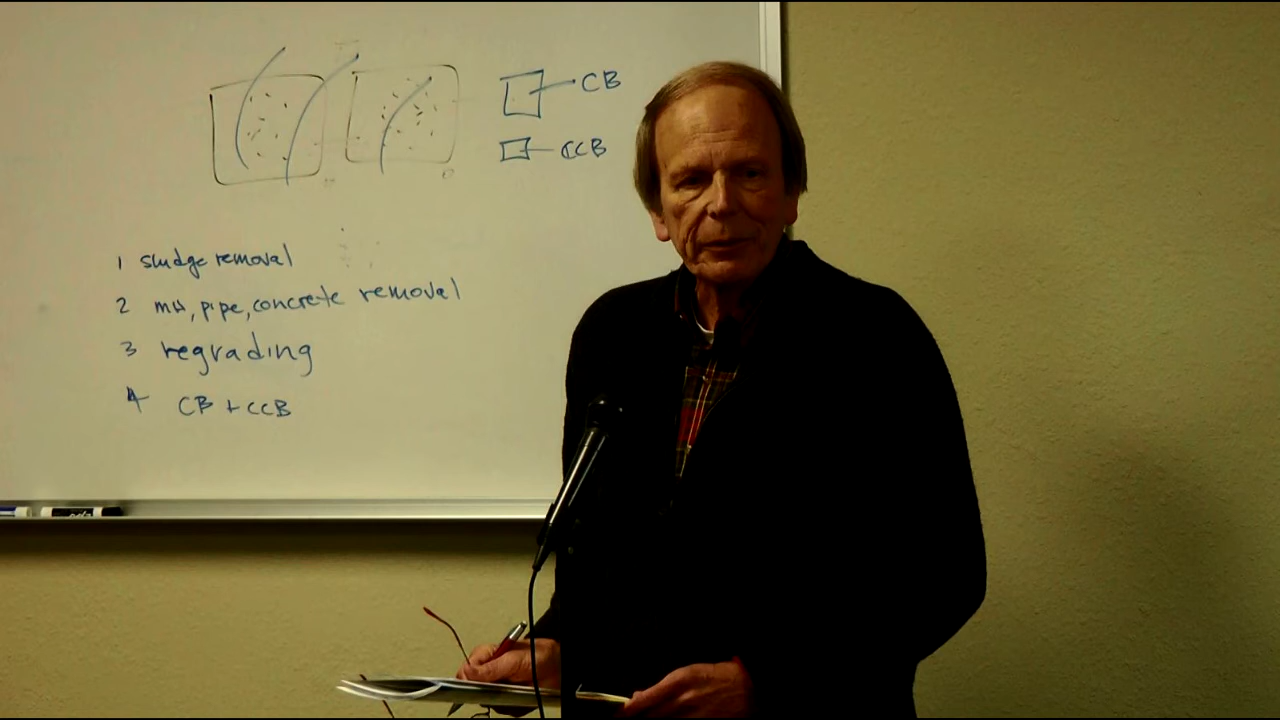 CB
CCB
1 sludge removal
2 MH, pipe, concrete removal
3 regrading
4 CB + CCB